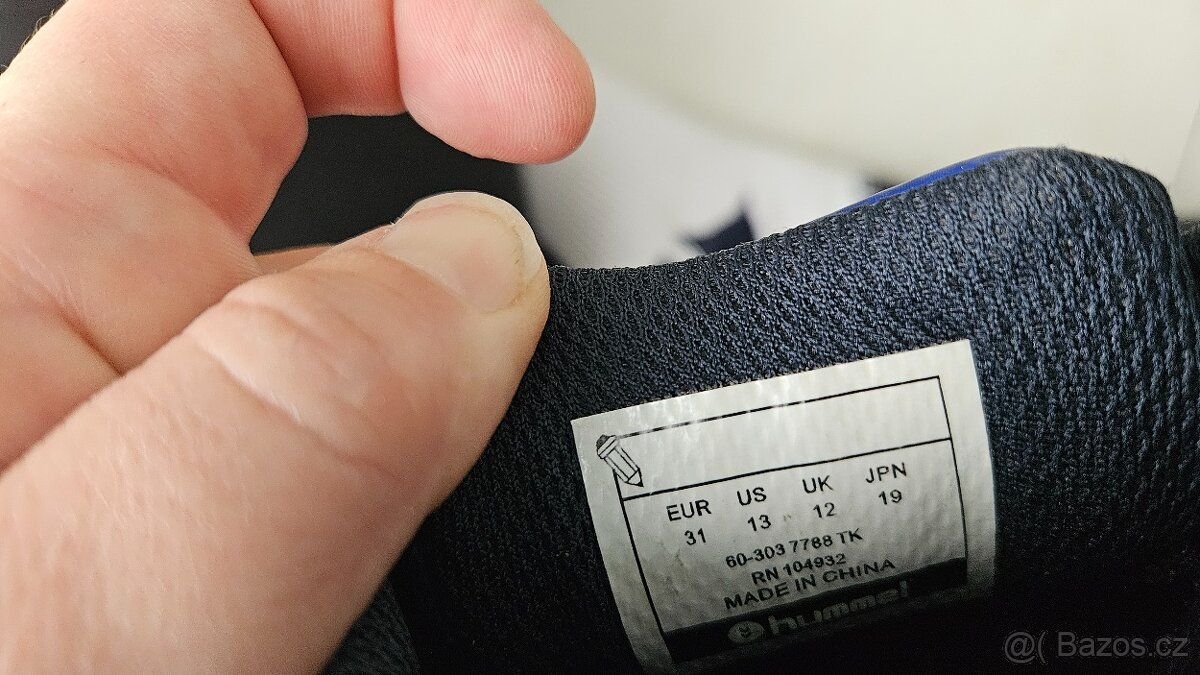 EUR US UK JPN
31 13 12 19
60-303 7788 TK
RN 104932
MADE IN CHINA
hummel
@( Bazos.cz